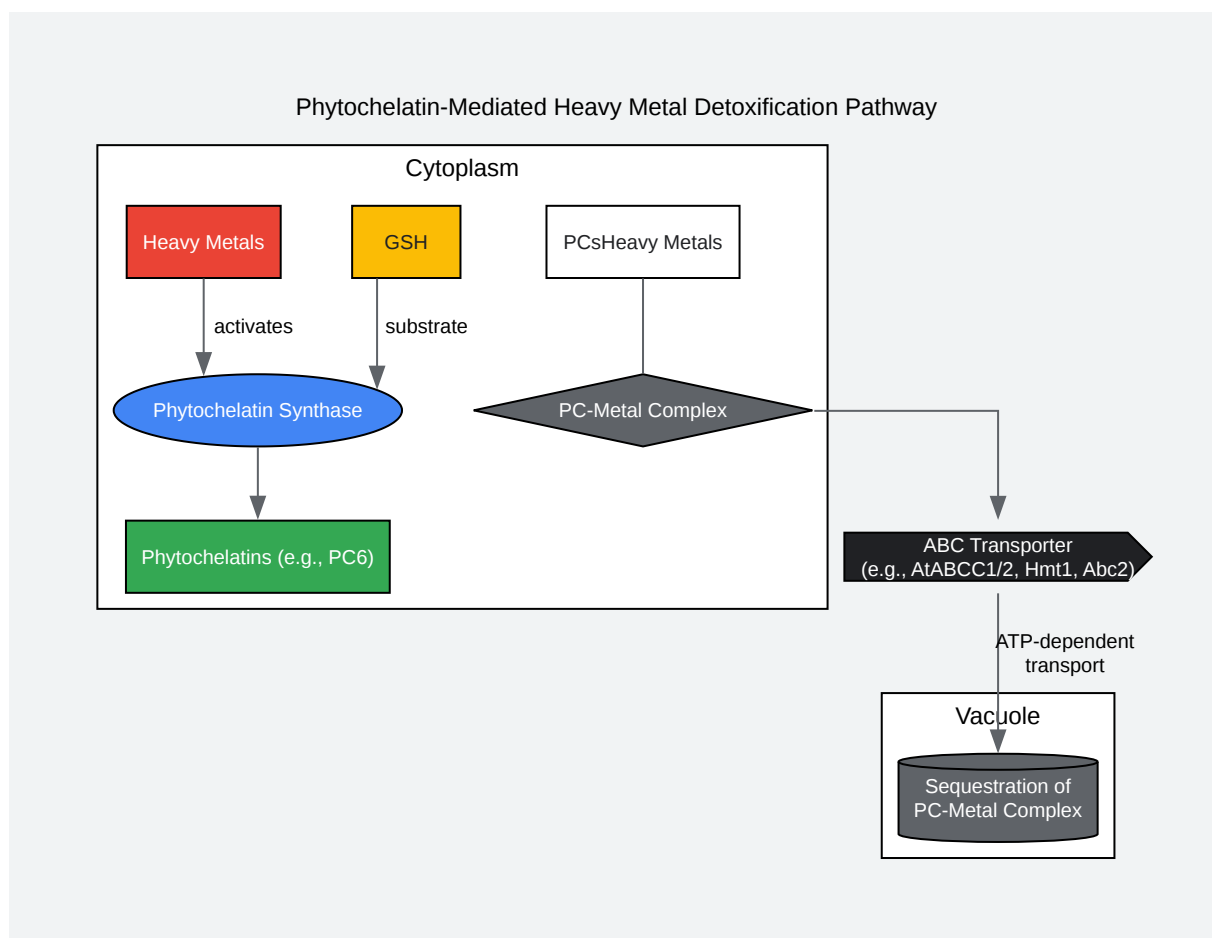 Phytochelatin-Mediated Heavy Metal Detoxification Pathway
Cytoplasm
Heavy Metals
GSH
PCsHeavy Metals
activates
substrate
Phytochelatin Synthase
PC-Metal Complex
Phytochelatins (e.g., PC6)
ABC Transporter
(e.g., AtABCC1/2, Hmt1, Abc2)
ATP-dependent
transport
Vacuole
Sequestration of
PC-Metal Complex